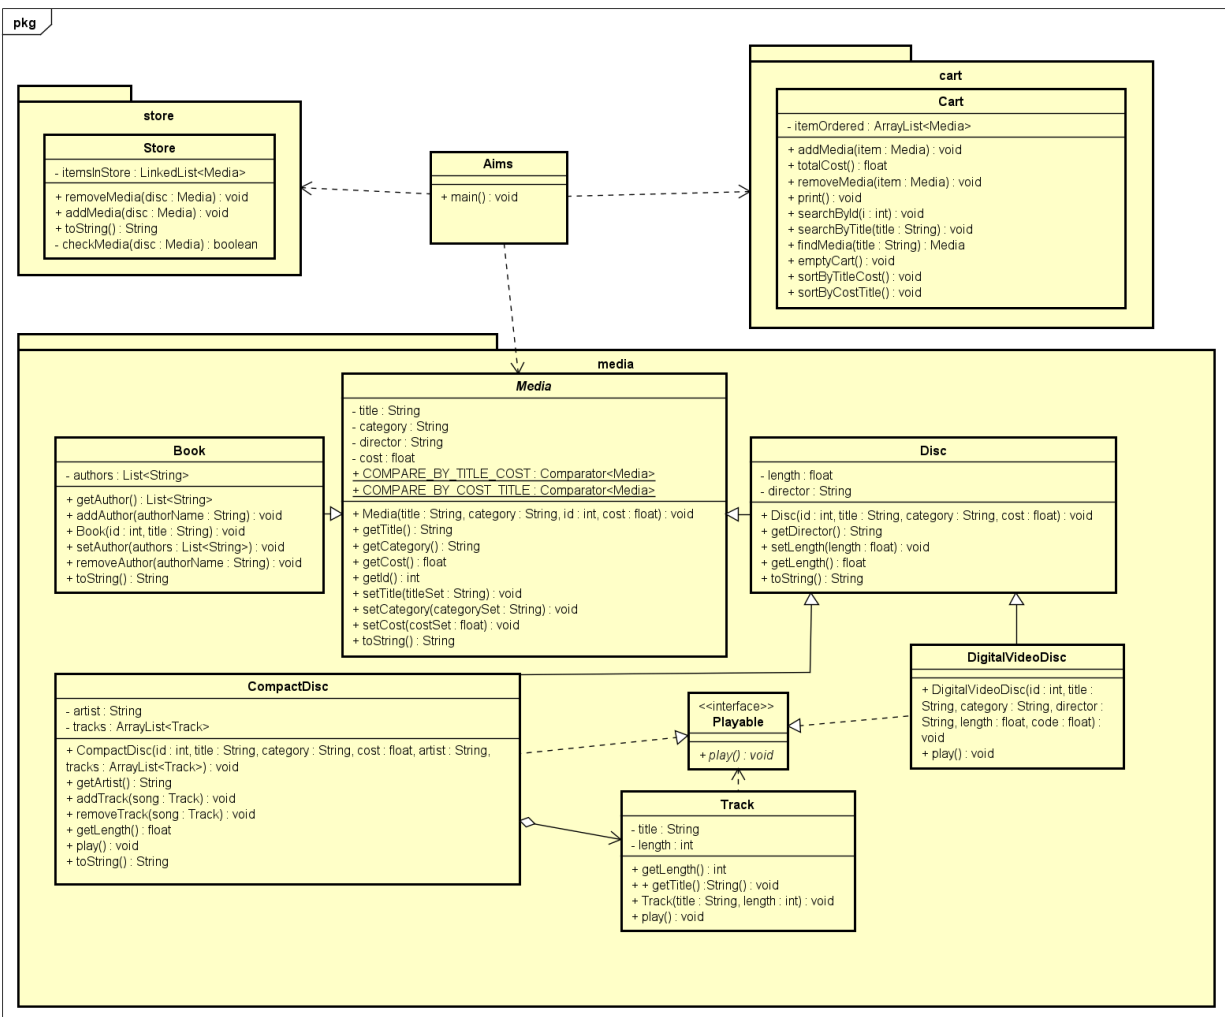 pkg
store
Store
- itemsInStore : LinkedList<Media>
+ removeMedia(disc : Media) : void
+ addMedia(disc : Media) : void
+ toString() : String
- checkMedia(disc : Media) : boolean
Aims
+ main() : void
cart
Cart
- itemOrdered : ArrayList<Media>
+ addMedia(item : Media) : void
+ totalCost() : float
+ removeMedia(item : Media) : void
+ print() : void
+ searchById(i : int) : void
+ searchByTitle(title : String) : void
+ findMedia(title : String) : Media
+ emptyCart() : void
+ sortByTitleCost() : void
+ sortByCostTitle() : void
media
Media
- title : String
- category : String
- director : String
- cost : float
+ COMPARE_BY_TITLE_COST : Comparator<Media>
+ COMPARE_BY_COST_TITLE : Comparator<Media>
+ Media(title : String, category : String, id : int, cost : float) : void
+ getTitle() : String
+ getCategory() : String
+ getCost() : float
+ getId() : int
+ setTitle(titleSet : String) : void
+ setCategory(categorySet : String) : void
+ setCost(costSet : float) : void
+ toString() : String
Book
- authors : List<String>
+ getAuthor() : List<String>
+ addAuthor(authorName : String) : void
+ Book(id : int, title : String) : void
+ setAuthor(authors : List<String>) : void
+ removeAuthor(authorName : String) : void
+ toString() : String
Disc
- length : float
- director : String
+ Disc(id : int, title : String, category : String, cost : float) : void
+ getDirector() : String
+ setLength(length : float) : void
+ getLength() : float
+ toString() : String
CompactDisc
- artist : String
- tracks : ArrayList<Track>
+ CompactDisc(id : int, title : String, category : String, cost : float, artist : String,
tracks : ArrayList<Track>) : void
+ getArtist() : String
+ addTrack(song : Track) : void
+ removeTrack(song : Track) : void
+ getLength() : float
+ play() : void
+ toString() : String
<<interface>>
Playable
+ play() : void
DigitalVideoDisc
+ DigitalVideoDisc(id : int, title :
String, category : String, director :
String, length : float, code : float) :
void
+ play() : void
Track
- title : String
- length : int
+ getLength() : int
+ + getTitle() :String() : void
+ Track(title : String, length : int) : void
+ play() : void